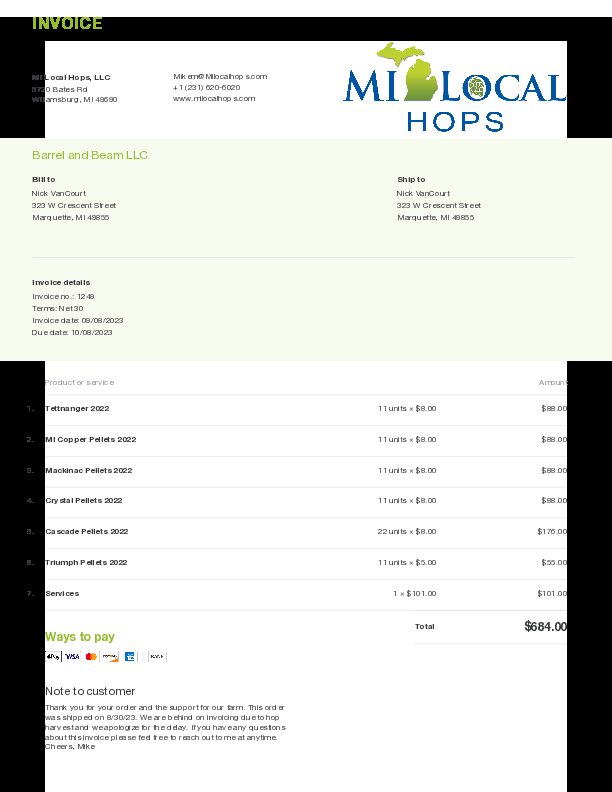 INVOICE
MI Local Hops, LLC
Williamsburg, MI 49690
Mikem@Milocalhops.com
+1 (231) 620-6020
www.milocalhops.com
MI LOCAL
HOPS
Barrel and Beam LLC
Bill to
Nick VanCourt
323 W Crescent Street
Marquette, MI 49855
Ship to
Nick VanCourt
323 W Crescent Street
Marquette, MI 49855
Invoice details
Invoice no.: 1249
Terms: Net 30
Invoice date: 09/08/2023
Due date: 10/08/2023
Product or service Amount
1. Tettnanger 2022 11 units × $8.00 $88.00
2. MI Copper Pellets 2022 11 units × $8.00 $88.00
3. Mackinac Pellets 2022 11 units × $8.00 $88.00
4. Crystal Pellets 2022 11 units × $8.00 $88.00
5. Cascade Pellets 2022 22 units × $8.00 $176.00
6. Triumph Pellets 2022 11 units × $5.00 $55.00
7. Services 1 × $101.00 $101.00
Total $684.00
Ways to pay
VISA BANK
Note to customer
Thank you for your order and the support for our farm. This order
was shipped on 8/30/23. We are behind on invoicing due to hop
harvest and we apologize for the delay. If you have any questions
about this invoice please feel free to reach out to me at anytime.
Cheers, Mike